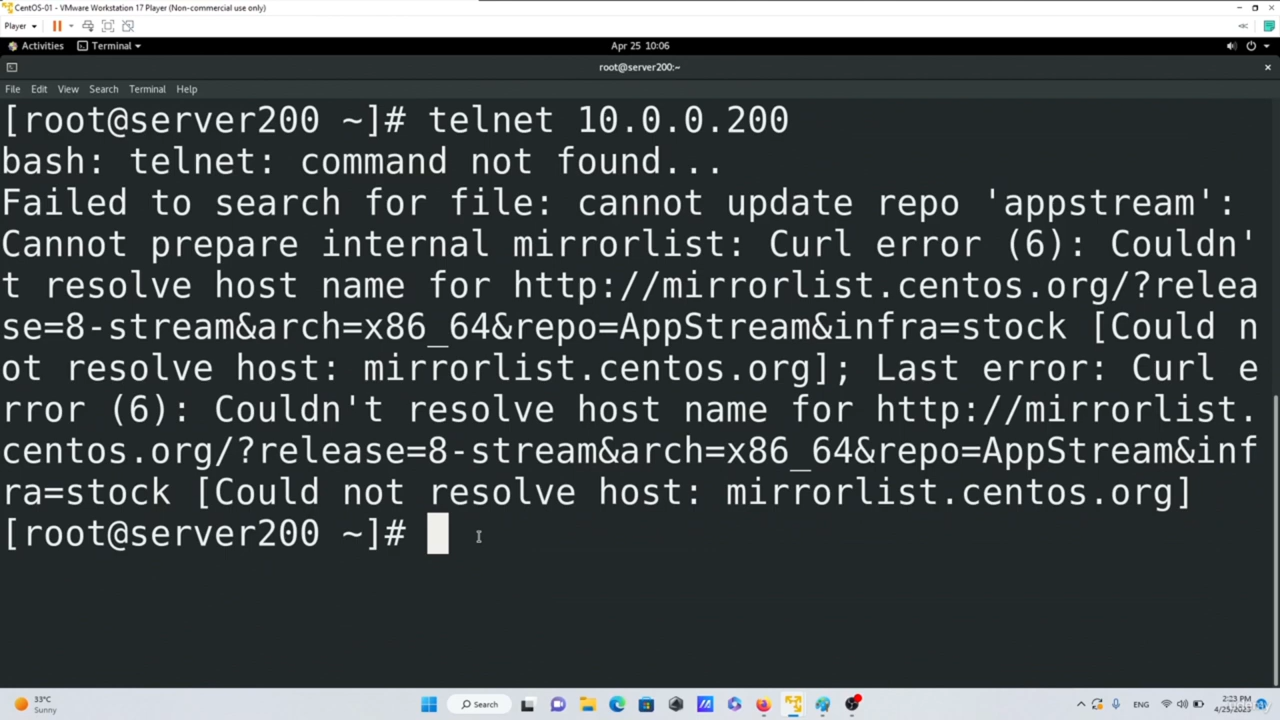 CentOS-01 - VMware Workstation 17 Player (Non-commercial use only)
Player
Activities Terminal Apr 25 10:06
root@server200:~
File Edit View Search Terminal Help
[root@server200 ~]# telnet 10.0.0.200
bash: telnet: command not found...
Failed to search for file: cannot update repo 'appstream':
Cannot prepare internal mirrorlist: Curl error (6): Couldn'
t resolve host name for http://mirrorlist.centos.org/?relea
se=8-stream&arch=x86_64&repo=AppStream&infra=stock [Could n
ot resolve host: mirrorlist.centos.org]; Last error: Curl e
rror (6): Couldn't resolve host name for http://mirrorlist.
centos.org/?release=8-stream&arch=x86_64&repo=AppStream&inf
ra=stock [Could not resolve host: mirrorlist.centos.org]
[root@server200 ~]#
33°C
Sunny
Search
ENG
2:23 PM
4/25/2023